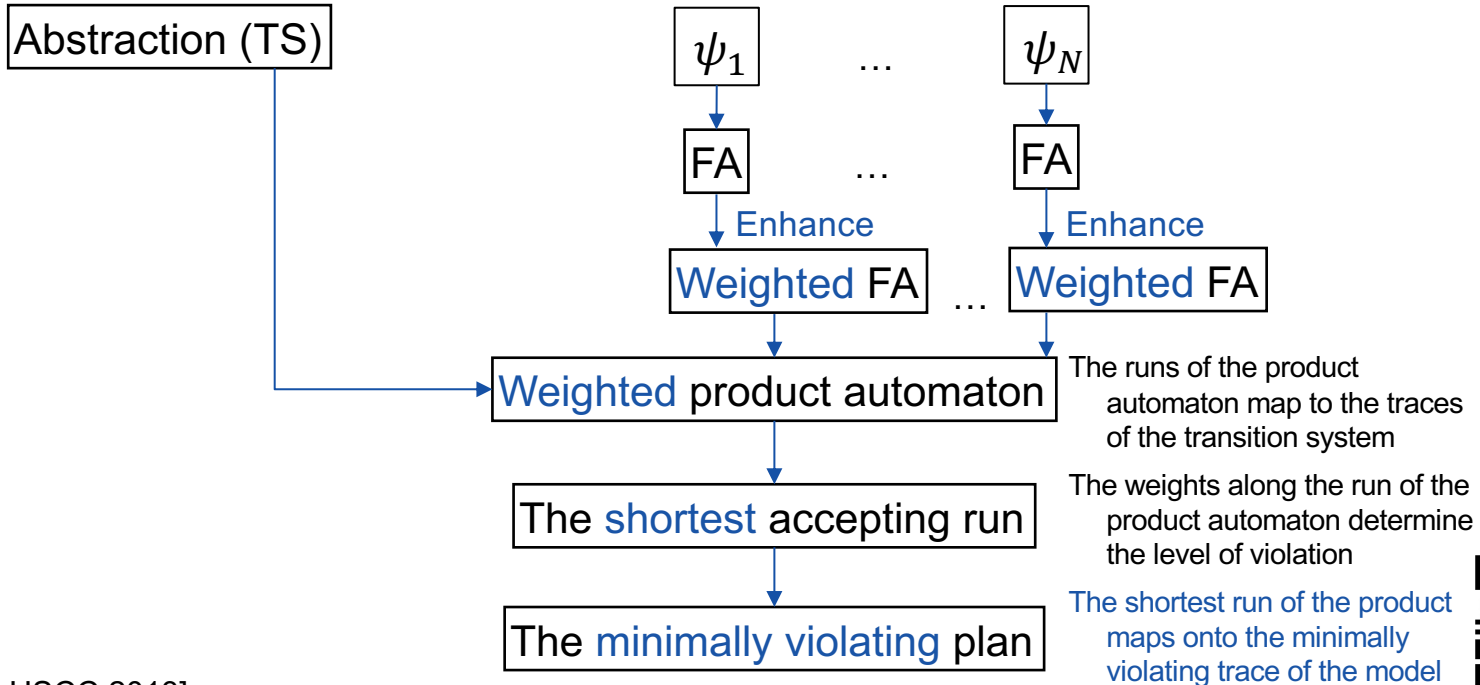 Abstraction (TS)
ψ₁ … ψ_N
FA … FA
Enhance Enhance
Weighted FA … Weighted FA
Weighted product automaton
The shortest accepting run
The minimally violating plan
The runs of the product
automaton map to the traces
of the transition system
The weights along the run of the
product automaton determine
the level of violation
The shortest run of the product
maps onto the minimally
violating trace of the model